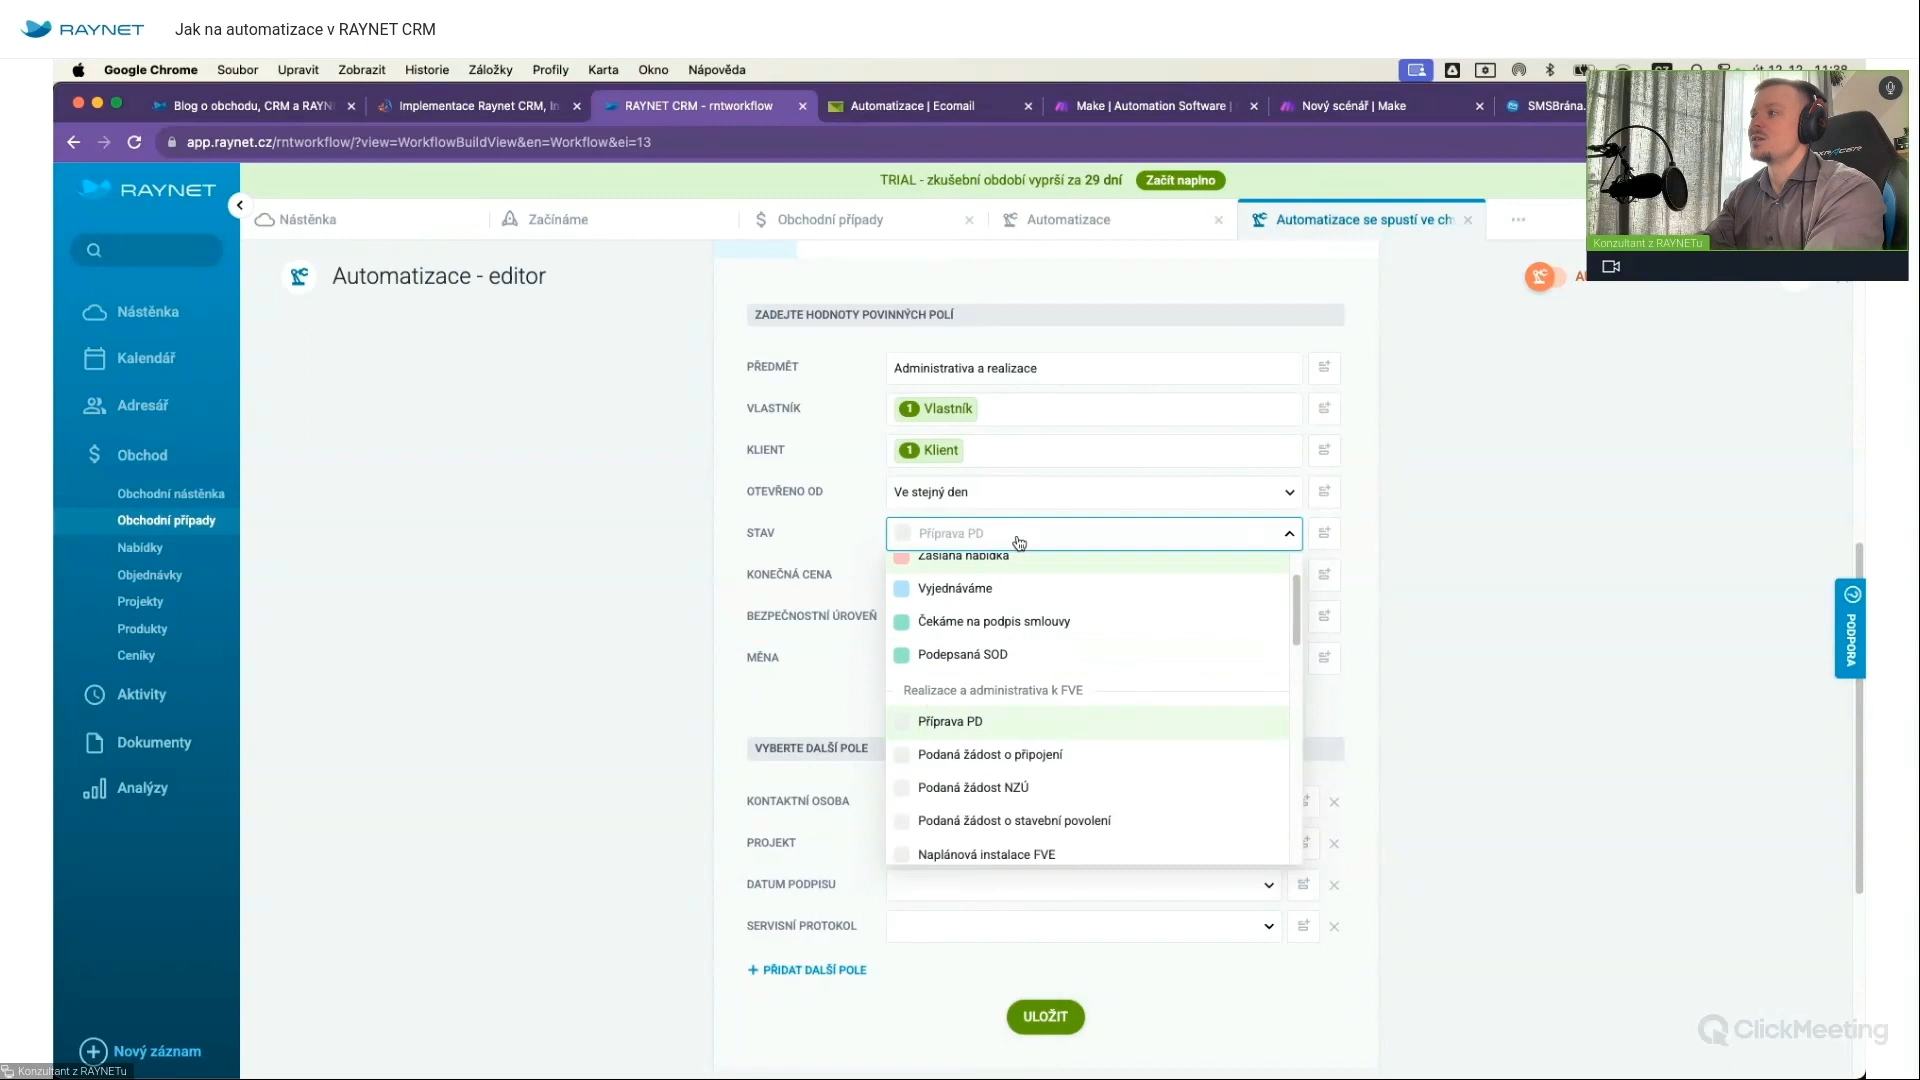 RAYNET Jak na automatizace v RAYNET CRM
Google Chrome Soubor Upravit Zobrazit Historie Záložky Profily Karta Okno Nápověda
Blog o obchodu, CRM a RAYN Implementace Raynet CRM, In RAYNET CRM - rntworkflow Automatizace | Ecomail Make | Automation Software | Nový scénář | Make SMSBrána.
app.raynet.cz/rntworkflow/?view=WorkflowBuildView&en=Workflow&ei=13
TRIAL - zkušební období vyprší za 29 dní Začít naplno
RAYNET
Nástěnka Začínáme Obchodní případy Automatizace Automatizace se spustí ve ch
Konzultant z RAYNETu
Automatizace - editor
Nástěnka
Kalendář
Adresář
Obchod
Obchodní nástěnka
Obchodní případy
Nabídky
Objednávky
Projekty
Produkty
Ceníky
Aktivity
Dokumenty
Analýzy
Nový záznam
ZADEJTE HODNOTY POVINNÝCH POLÍ
PŘEDMĚT Administrativa a realizace
VLASTNÍK 1 Vlastník
KLIENT 1 Klient
OTEVŘENO OD Ve stejný den
STAV Příprava PD
Zaslaná nabídka
KONEČNÁ CENA
Vyjednáváme
BEZPEČNOSTNÍ ÚROVEŇ
Čekáme na podpis smlouvy
MĚNA
Podepsaná SOD
Realizace a administrativa k FVE
Příprava PD
VYBERTE DALŠÍ POLE
Podaná žádost o připojení
KONTAKTNÍ OSOBA
Podaná žádost NZÚ
Podaná žádost o stavební povolení
PROJEKT
Naplánová instalace FVE
DATUM PODPISU
SERVISNÍ PROTOKOL
+ PŘIDAT DALŠÍ POLE
ULOŽIT
PODPORA
ClickMeeting
Konzultant z RAYNETu